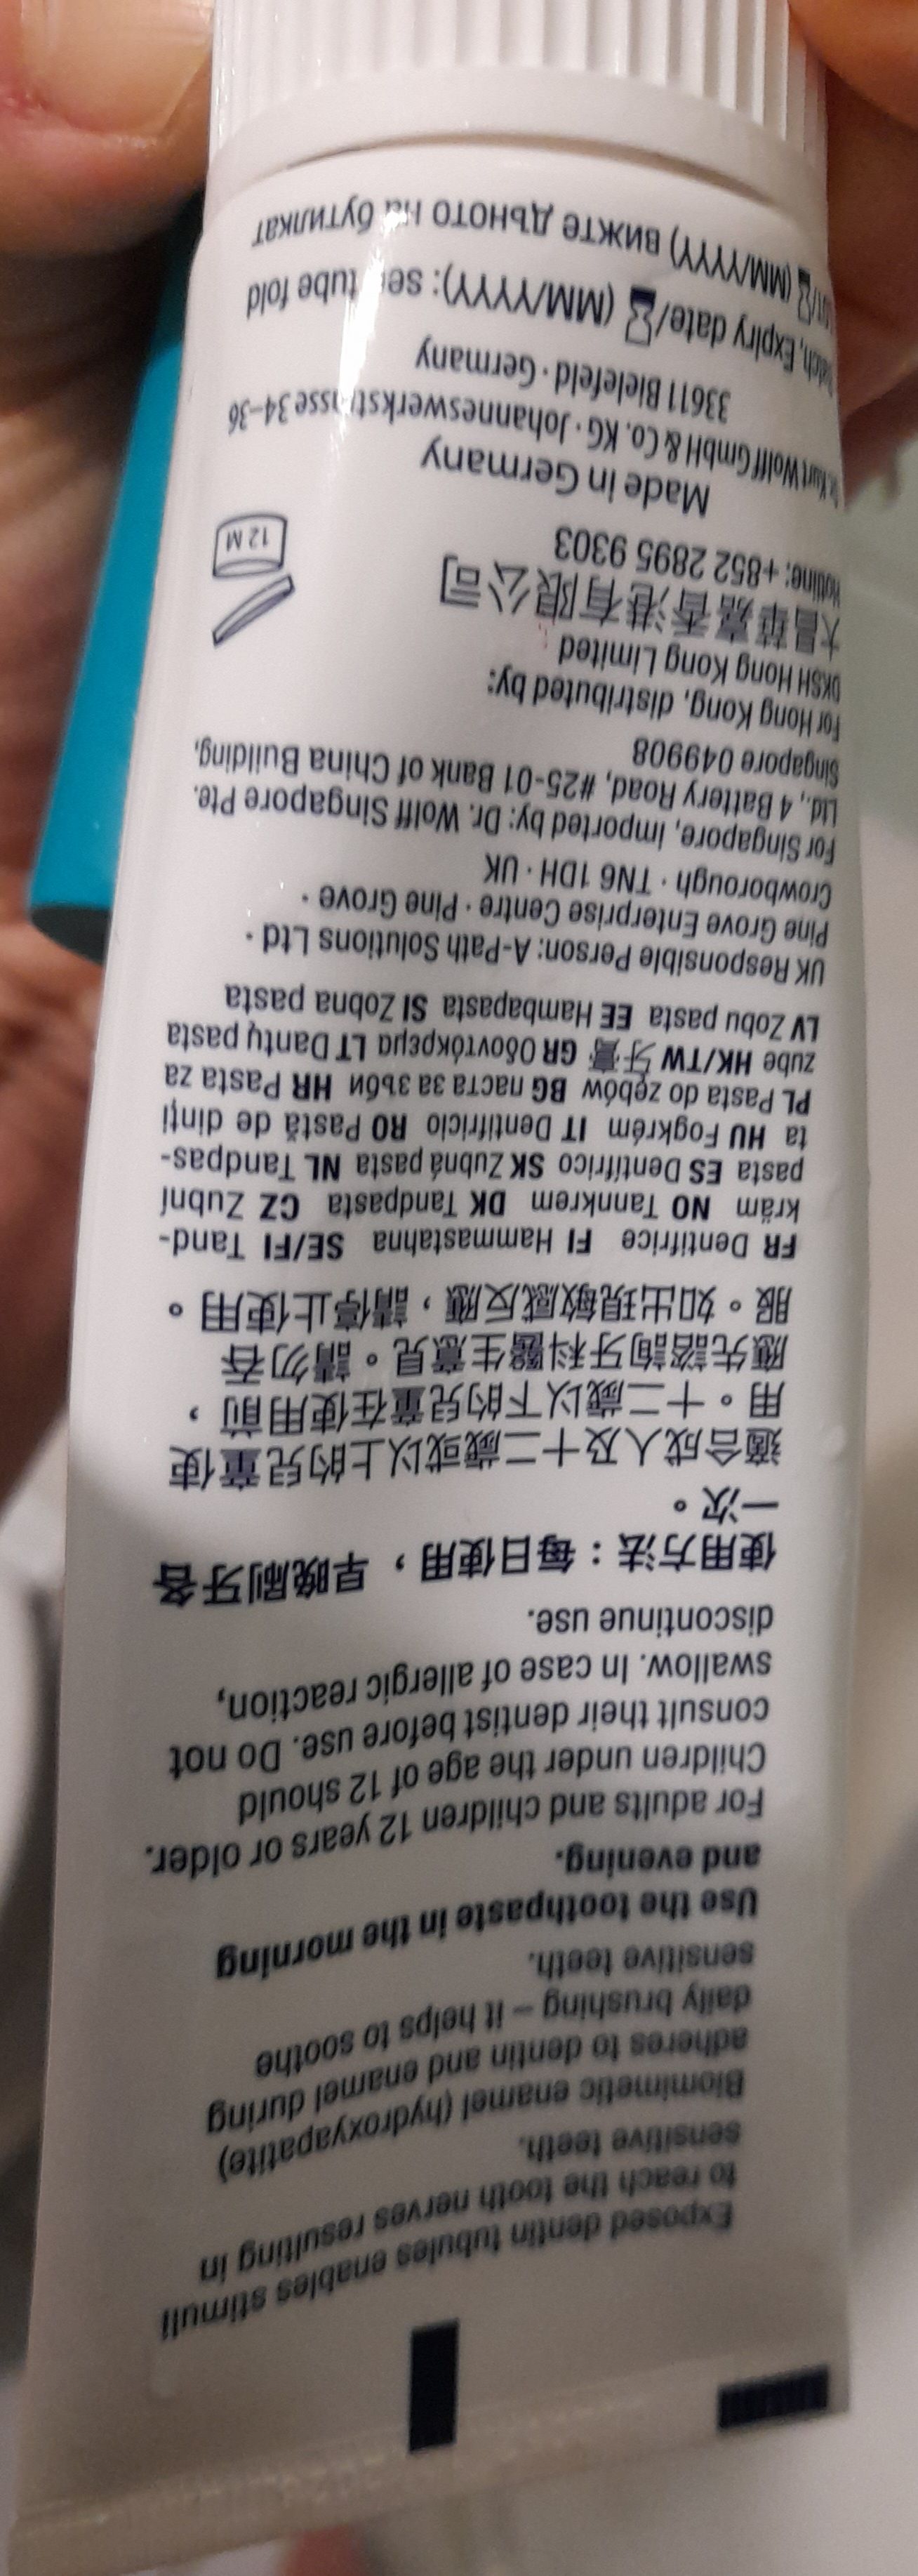 Exposed dentin tubules enables stimuli
to reach the tooth nerves resulting in
sensitive teeth.
Biomimetic enamel (hydroxyapatite)
adheres to dentin and enamel during
daily brushing – it helps to soothe
sensitive teeth.
Use the toothpaste in the morning
and evening.
For adults and children 12 years or older.
Children under the age of 12 should
consult their dentist before use. Do not
swallow. In case of allergic reaction,
discontinue use.
使用方法：每日使用，早晚刷牙各
一次。
適合成人及十二歲或以上的兒童使
用。十二歲以下的兒童在使用前，
應先諮詢牙科醫生意見。請勿吞
服。如出現敏感反應，請停止使用。
FR Dentifrice FI Hammastahna SE/FI Tand-
kräm NO Tannkrem DK Tandpasta CZ Zubní
pasta ES Dentífrico SK Zubná pasta NL Tandpas-
ta HU Fogkrém IT Dentifricio RO Pastă de dinți
PL Pasta do zębów BG паста за зъби HR Pasta za
zube HK/TW 牙膏 GR Οδοντόκρεμα LT Dantų pasta
LV Zobu pasta EE Hambapasta SI Zobna pasta
UK Responsible Person: A-Path Solutions Ltd ·
Pine Grove Enterprise Centre · Pine Grove ·
Crowborough · TN6 1DH · UK
For Singapore, imported by: Dr. Wolff Singapore Pte.
Ltd., 4 Battery Road, #25-01 Bank of China Building,
Singapore 049908
For Hong Kong, distributed by:
DKSH Hong Kong Limited
大昌華嘉香港有限公司
Hotline: +852 2895 9303
12 M
Made in Germany
Dr. Kurt Wolff GmbH & Co. KG · Johanneswerkstrasse 34–36
33611 Bielefeld · Germany
Batch, Expiry date/ (MM/YYYY): see tube fold
(MM/YYYY) вижте дъното на бутилкат